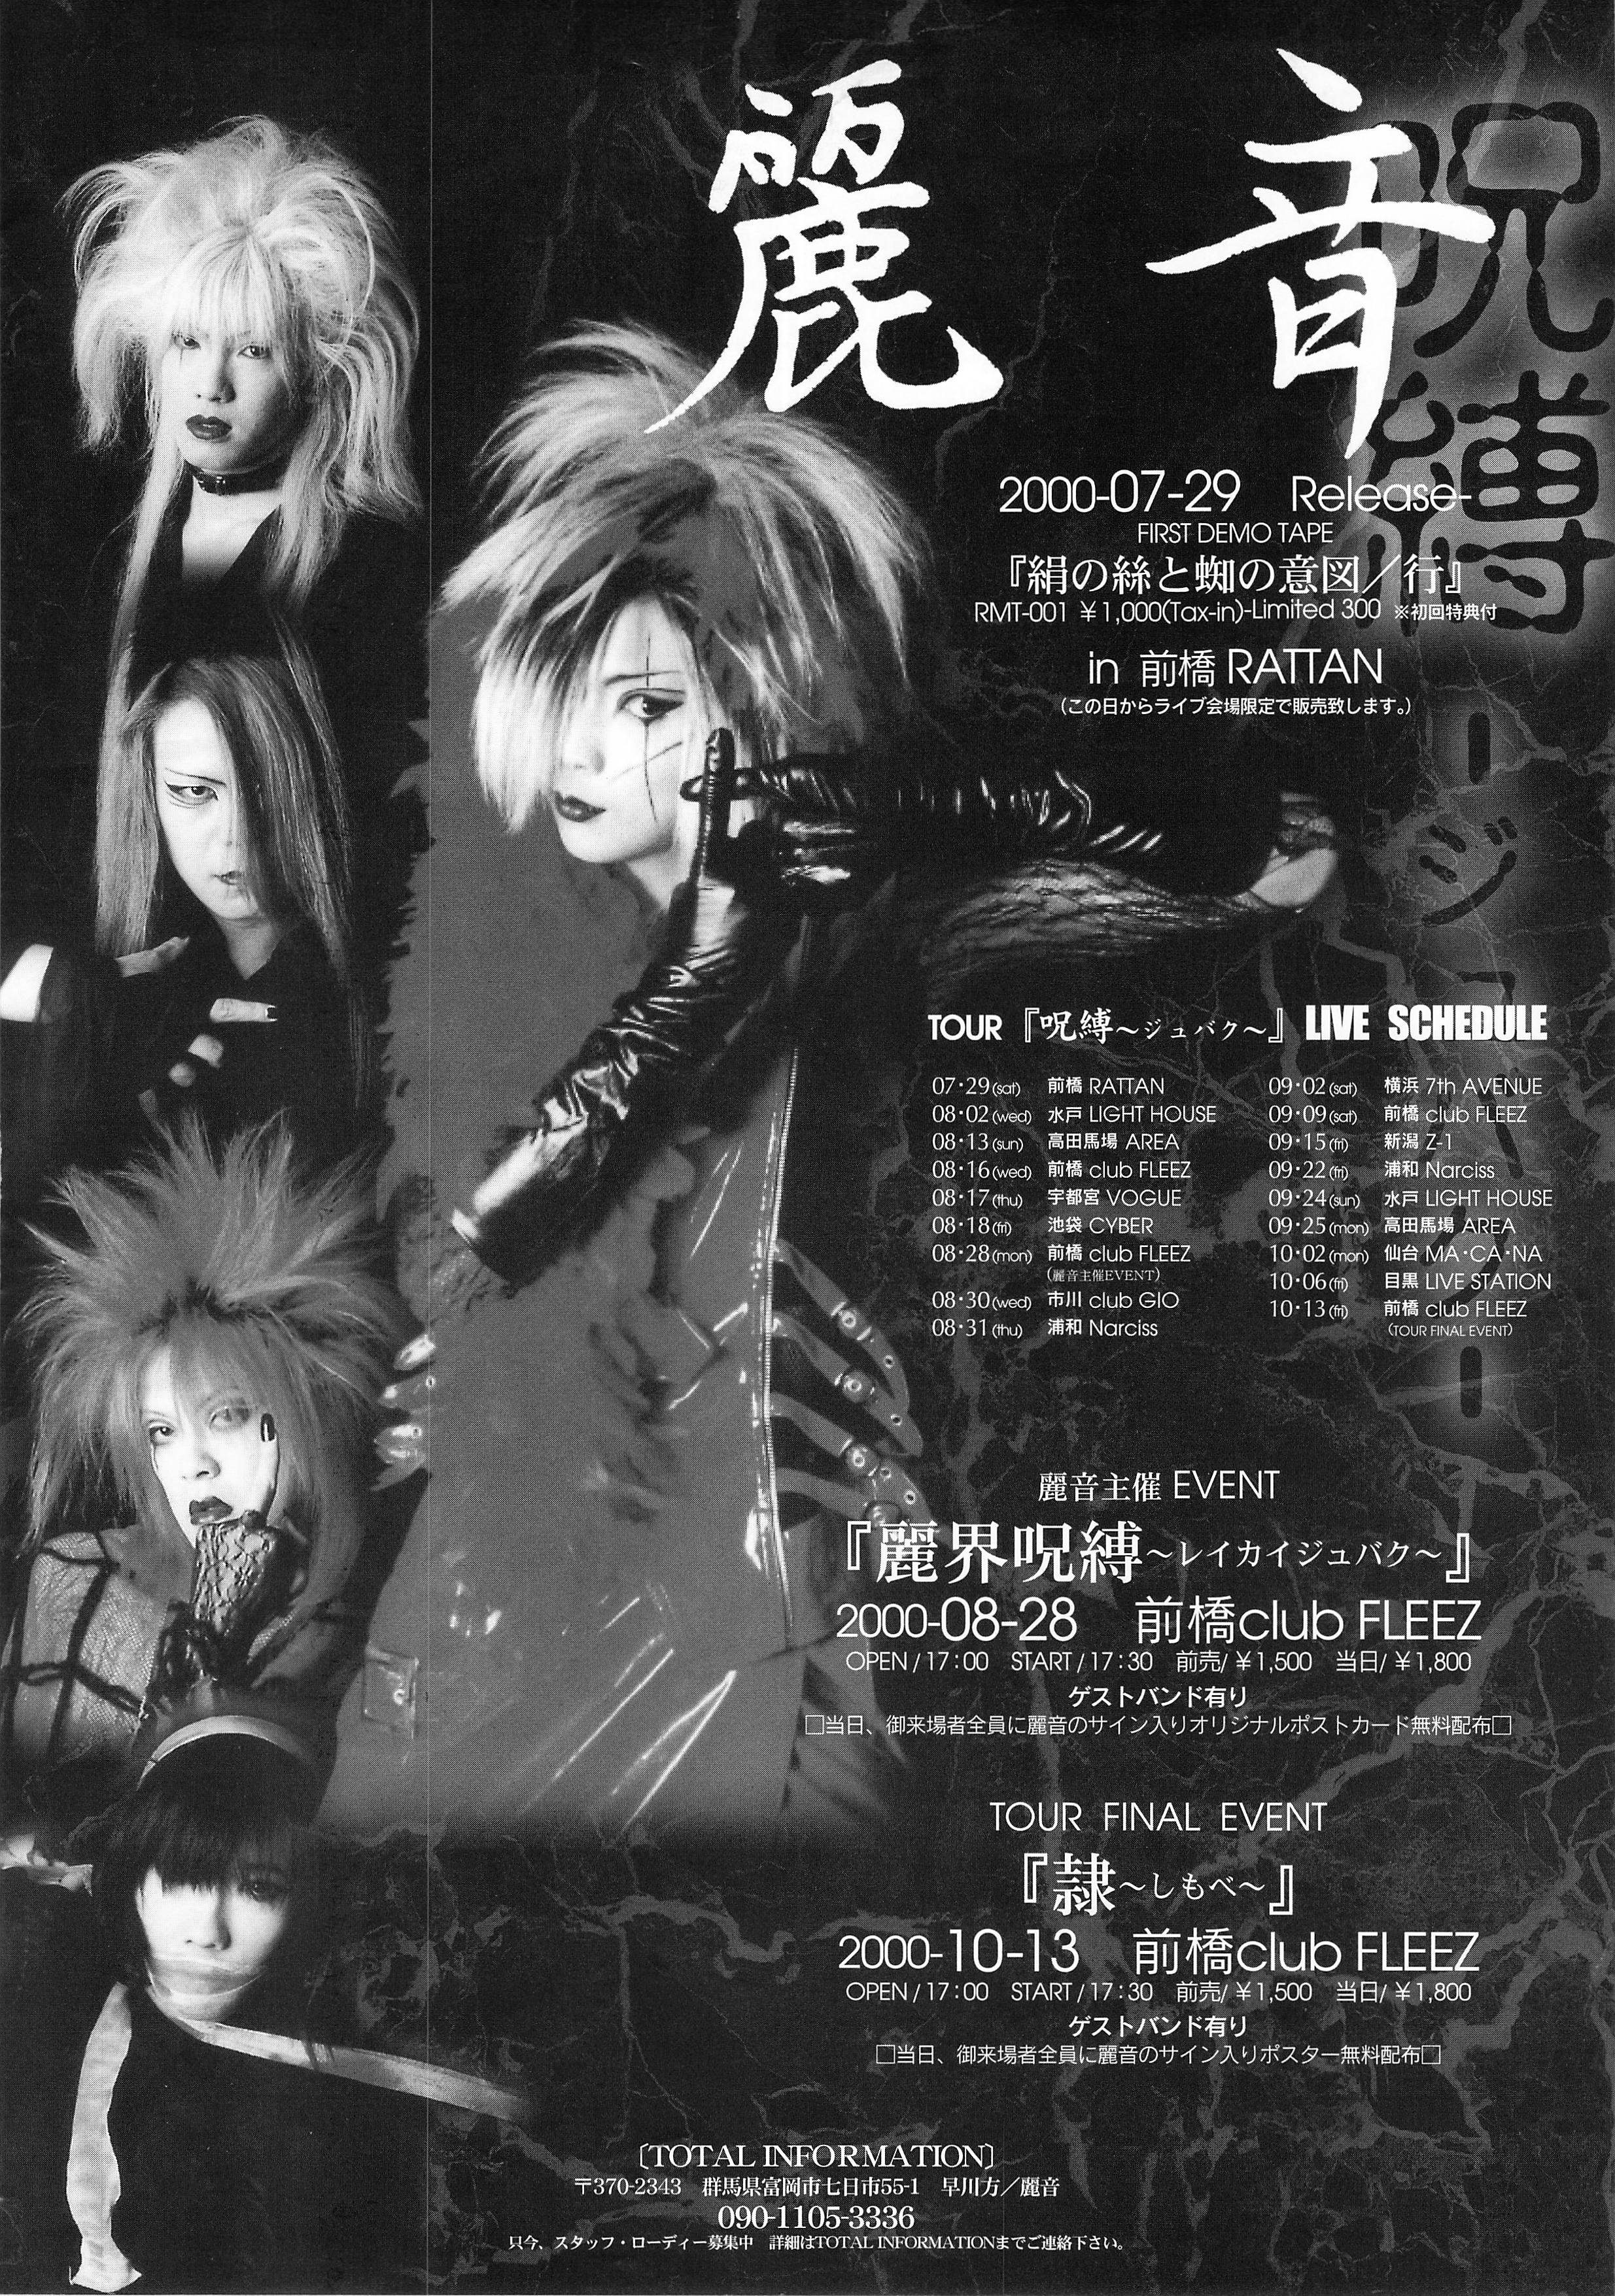 麗音
呪縛
～ジュバク～
2000-07-29 Release-
FIRST DEMO TAPE
『絹の絲と蜘の意図／行』
RMT-001 ￥1,000(Tax-in)-Limited 300 ※初回特典付
in 前橋 RATTAN
(この日からライブ会場限定で販売致します。)
TOUR『呪縛～ジュバク～』LIVE SCHEDULE
07・29(sat) 前橋 RATTAN
08・02(wed) 水戸 LIGHT HOUSE
08・13(sun) 高田馬場 AREA
08・16(wed) 前橋 club FLEEZ
08・17(thu) 宇都宮 VOGUE
08・18(fri) 池袋 CYBER
08・28(mon) 前橋 club FLEEZ
(麗音主催EVENT)
08・30(wed) 市川 club GIO
08・31(thu) 浦和 Narciss
09・02(sat) 横浜 7th AVENUE
09・09(sat) 前橋 club FLEEZ
09・15(fri) 新潟 Z-1
09・22(fri) 浦和 Narciss
09・24(sun) 水戸 LIGHT HOUSE
09・25(mon) 高田馬場 AREA
10・02(mon) 仙台 MA・CA・NA
10・06(fri) 目黒 LIVE STATION
10・13(fri) 前橋 club FLEEZ
(TOUR FINAL EVENT)
麗音主催 EVENT
『麗界呪縛～レイカイジュバク～』
2000-08-28 前橋club FLEEZ
OPEN / 17：00 START / 17：30 前売/ ￥1,500 当日/ ￥1,800
ゲストバンド有り
□当日、御来場者全員に麗音のサイン入りオリジナルポストカード無料配布□
TOUR FINAL EVENT
『隷～しもべ～』
2000-10-13 前橋club FLEEZ
OPEN / 17：00 START / 17：30 前売/ ￥1,500 当日/ ￥1,800
ゲストバンド有り
□当日、御来場者全員に麗音のサイン入りポスター無料配布□
〔TOTAL INFORMATION〕
〒370-2343 群馬県富岡市七日市55-1 早川方／麗音
090-1105-3336
只今、スタッフ・ローディー募集中 詳細はTOTAL INFORMATIONまでご連絡下さい。